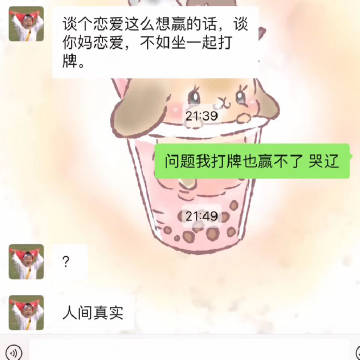 谈个恋爱这么想赢的话，谈
你妈恋爱，不如坐一起打
牌。
21:39
问题我打牌也赢不了 哭辽
21:49
？
人间真实